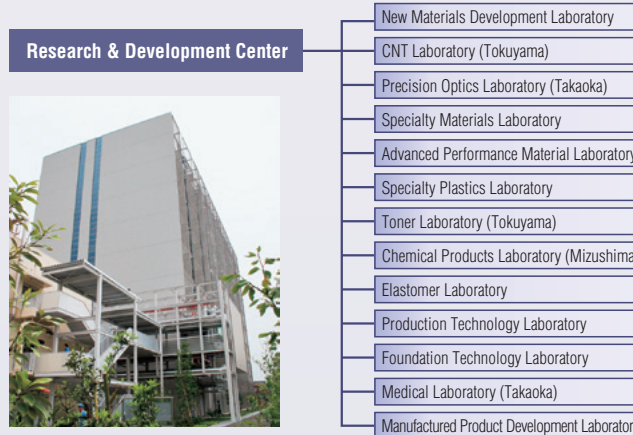 Research & Development Center
New Materials Development Laboratory
CNT Laboratory (Tokuyama)
Precision Optics Laboratory (Takaoka)
Specialty Materials Laboratory
Advanced Performance Material Laboratory
Specialty Plastics Laboratory
Toner Laboratory (Tokuyama)
Chemical Products Laboratory (Mizushima
Elastomer Laboratory
Production Technology Laboratory
Foundation Technology Laboratory
Medical Laboratory (Takaoka)
Manufactured Product Development Laborator